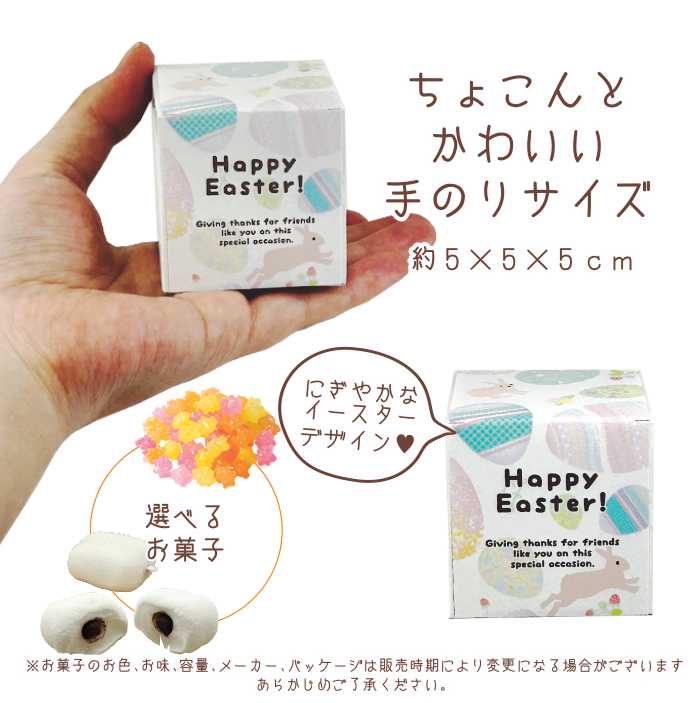 ちょこんと
かわいい
手のりサイズ
約5×5×5cm
Happy
Easter!
Giving thanks for friends
like you on this
special occasion.
にぎやかな
イースター
デザイン♥
選べる
お菓子
Happy
Easter!
Giving thanks for friends
like you on this
special occasion.
※お菓子のお色、お味、容量、メーカー、パッケージは販売時期により変更になる場合がございます
あらかじめご了承ください。